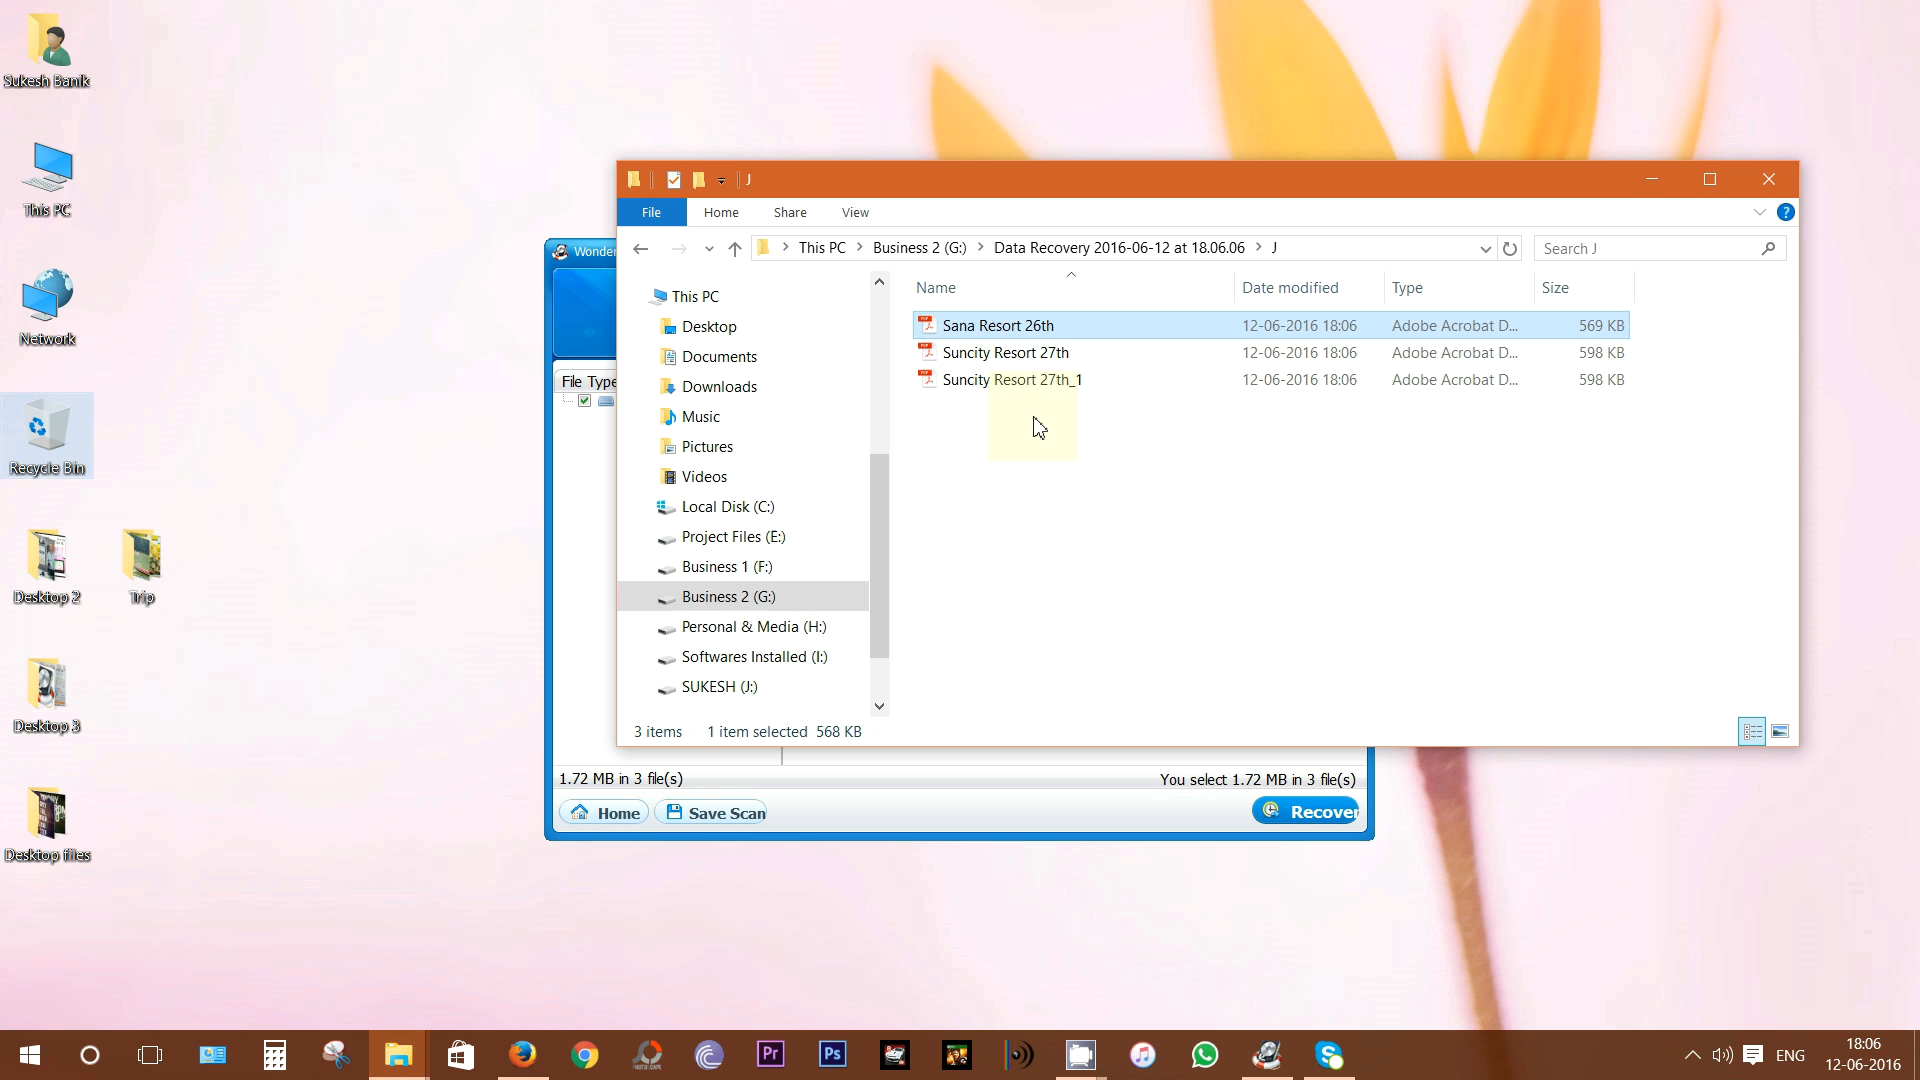 Sukesh Banik
This PC
Network
Recycle Bin
Desktop 2
Trip
Desktop 3
Desktop files
J
File
Home
Share
View
?
This PC
Business 2 (G:)
Data Recovery 2016-06-12 at 18.06.06
J
Search J
Wonder
File Type
This PC
Desktop
Documents
Downloads
Music
Pictures
Videos
Local Disk (C:)
Project Files (E:)
Business 1 (F:)
Business 2 (G:)
Personal & Media (H:)
Softwares Installed (I:)
SUKESH (J:)
Name Date modified Type Size
Sana Resort 26th 12-06-2016 18:06 Adobe Acrobat D... 569 KB
Suncity Resort 27th 12-06-2016 18:06 Adobe Acrobat D... 598 KB
Suncity Resort 27th_1 12-06-2016 18:06 Adobe Acrobat D... 598 KB
3 items 1 item selected 568 KB
1.72 MB in 3 file(s)
You select 1.72 MB in 3 file(s)
Home
Save Scan
Recover
Pr
Ps
ENG
18:06
12-06-2016